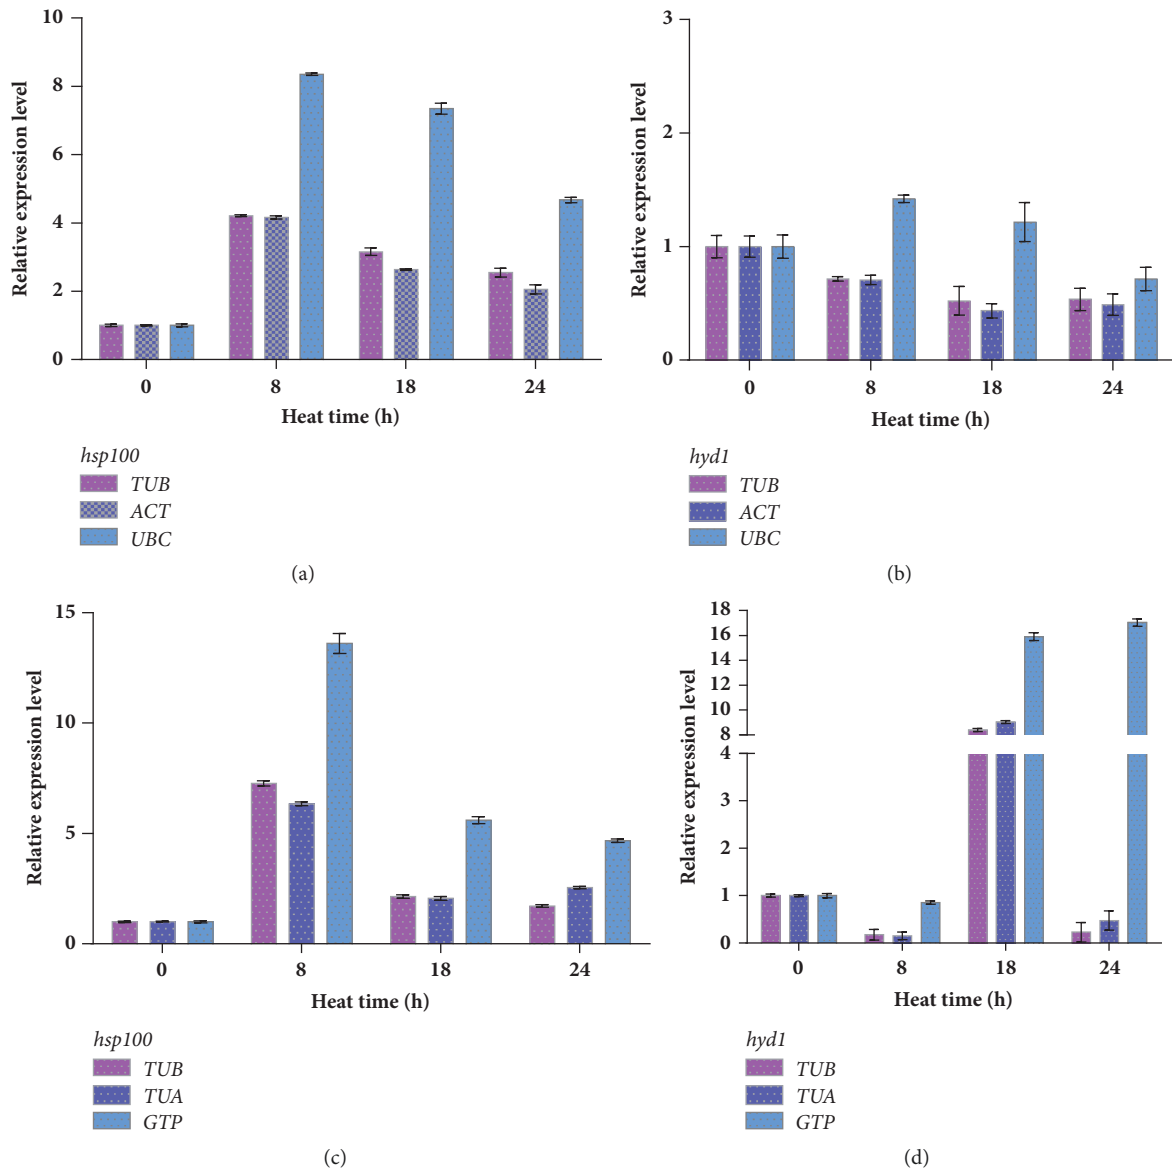 Relative expression level
10
8
6
4
2
0
0 8 18 24
Heat time (h)
hsp100
TUB
ACT
UBC
(a)
Relative expression level
3
2
1
0
0 8 18 24
Heat time (h)
hyd1
TUB
ACT
UBC
(b)
Relative expression level
15
10
5
0
0 8 18 24
Heat time (h)
hsp100
TUB
TUA
GTP
(c)
Relative expression level
18
16
14
12
10
8
4
3
2
1
0
0 8 18 24
Heat time (h)
hyd1
TUB
TUA
GTP
(d)